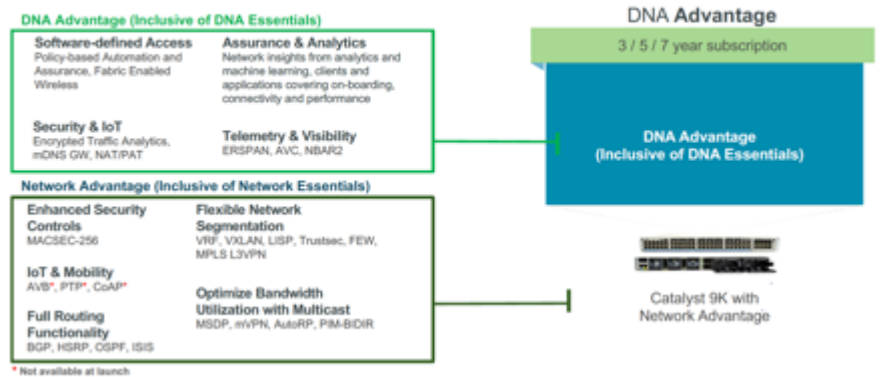 DNA Advantage (Inclusive of DNA Essentials)
Software-defined Access
Policy-based Automation and
Assurance, Fabric Enabled
Wireless
Assurance & Analytics
Network insights from analytics and
machine learning, clients and
applications covering on-boarding,
connectivity and performance
Security & IoT
Encrypted Traffic Analytics,
mDNS GW, NAT/PAT
Telemetry & Visibility
ERSPAN, AVC, NBAR2
Network Advantage (Inclusive of Network Essentials)
Enhanced Security
Controls
MACSEC-256
Flexible Network
Segmentation
VRF, VXLAN, LISP, Trustsec, FEW,
MPLS L3VPN
IoT & Mobility
AVB*, PTP*, CoAP*
Optimize Bandwidth
Utilization with Multicast
MSDP, mVPN, AutoRP, PIM-BIDIR
Full Routing
Functionality
BGP, HSRP, OSPF, ISIS
* Not available at launch
DNA Advantage
3 / 5 / 7 year subscription
DNA Advantage
(Inclusive of DNA Essentials)
Catalyst 9K with
Network Advantage